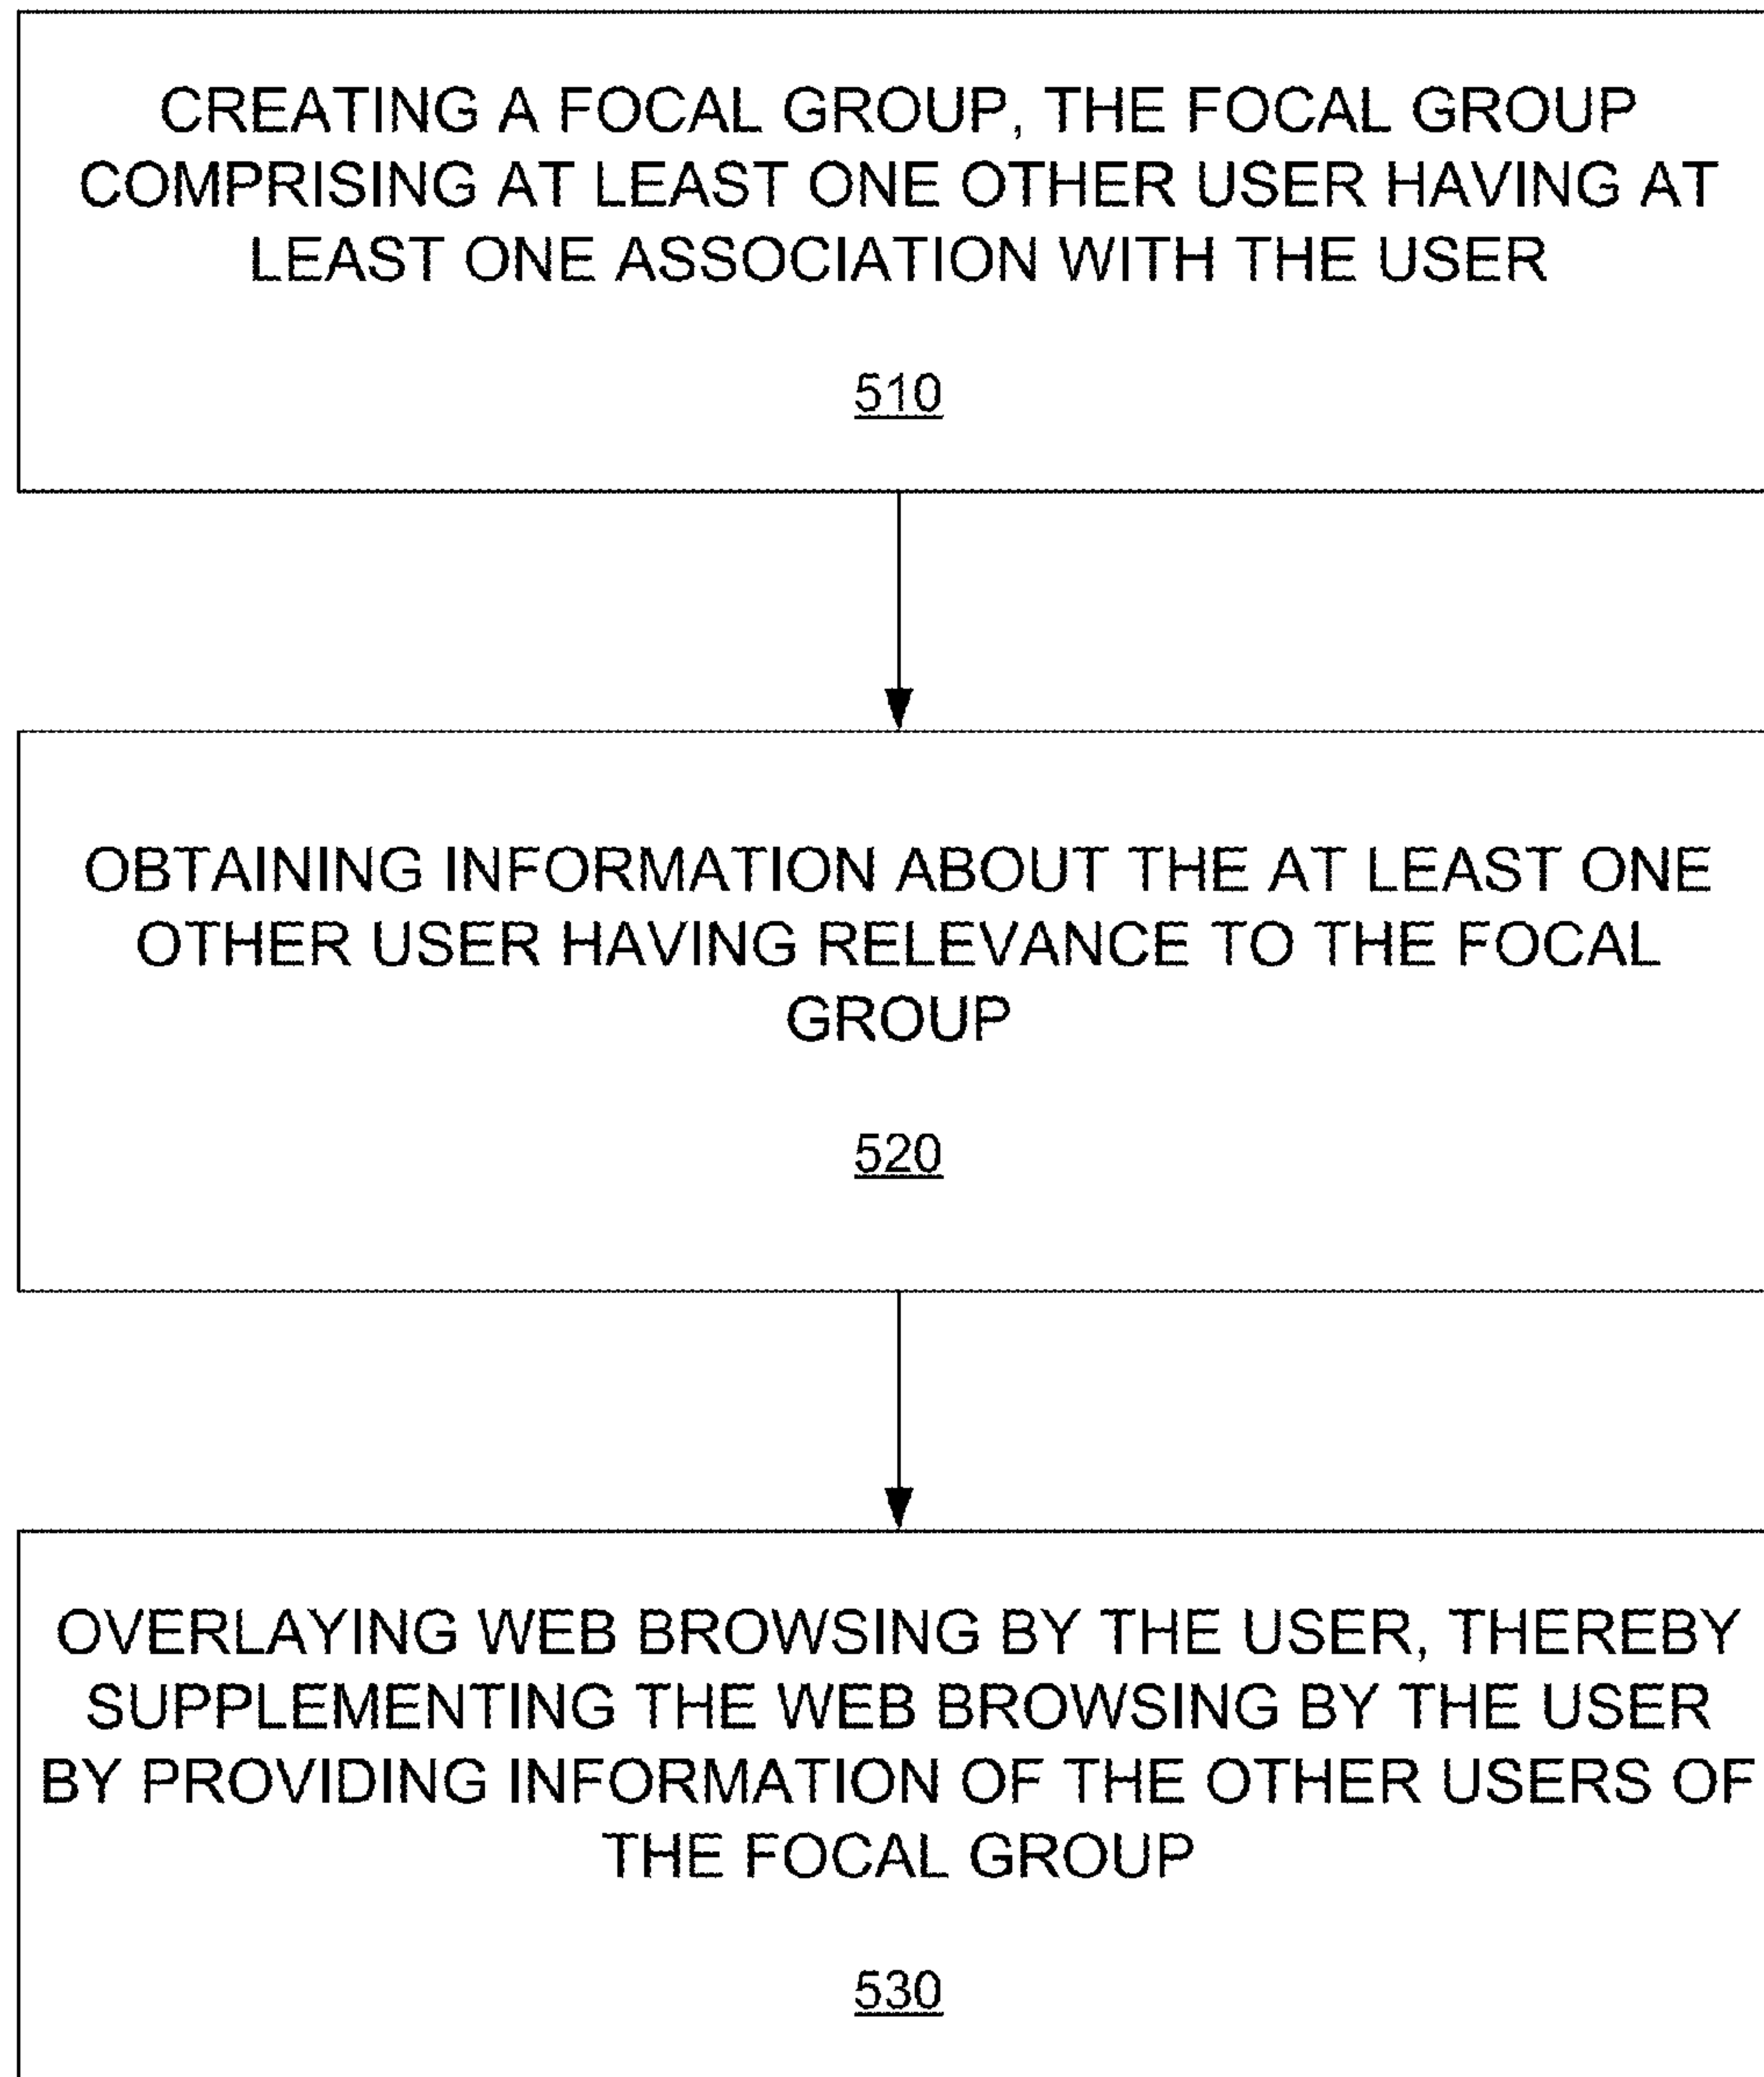 CREATING A FOCAL GROUP, THE FOCAL GROUP
COMPRISING AT LEAST ONE OTHER USER HAVING AT
LEAST ONE ASSOCIATION WITH THE USER
510
OBTAINING INFORMATION ABOUT THE AT LEAST ONE
OTHER USER HAVING RELEVANCE TO THE FOCAL
GROUP
520
OVERLAYING WEB BROWSING BY THE USER, THEREBY
SUPPLEMENTING THE WEB BROWSING BY THE USER
BY PROVIDING INFORMATION OF THE OTHER USERS OF
THE FOCAL GROUP
530